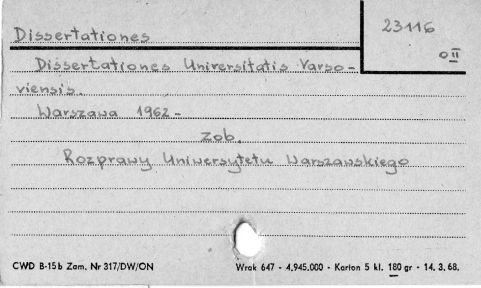 Dissertationes
23116
0 II
Dissertationes Universitatis Varso-
viensis.
Warszawa 1962-
zob.
Rozprawy Uniwersytetu Warszawskiego
CWD B-15b Zam. Nr 317/DW/ON
Wrak 647 - 4.945.000 - Karton 5 kl. 180 gr - 14. 3. 68.